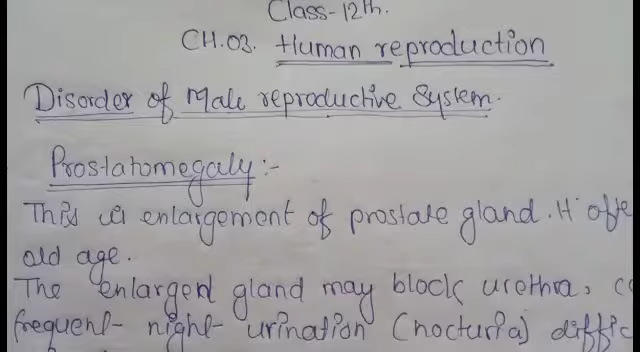 Class-12th.
CH.03. Human reproduction
Disorder of Male reproductive System.
Prostatomegaly:-
This is enlargement of prostate gland. It
old age.
The enlarged gland may block urethra,
frequent- night- urination (nocturia)